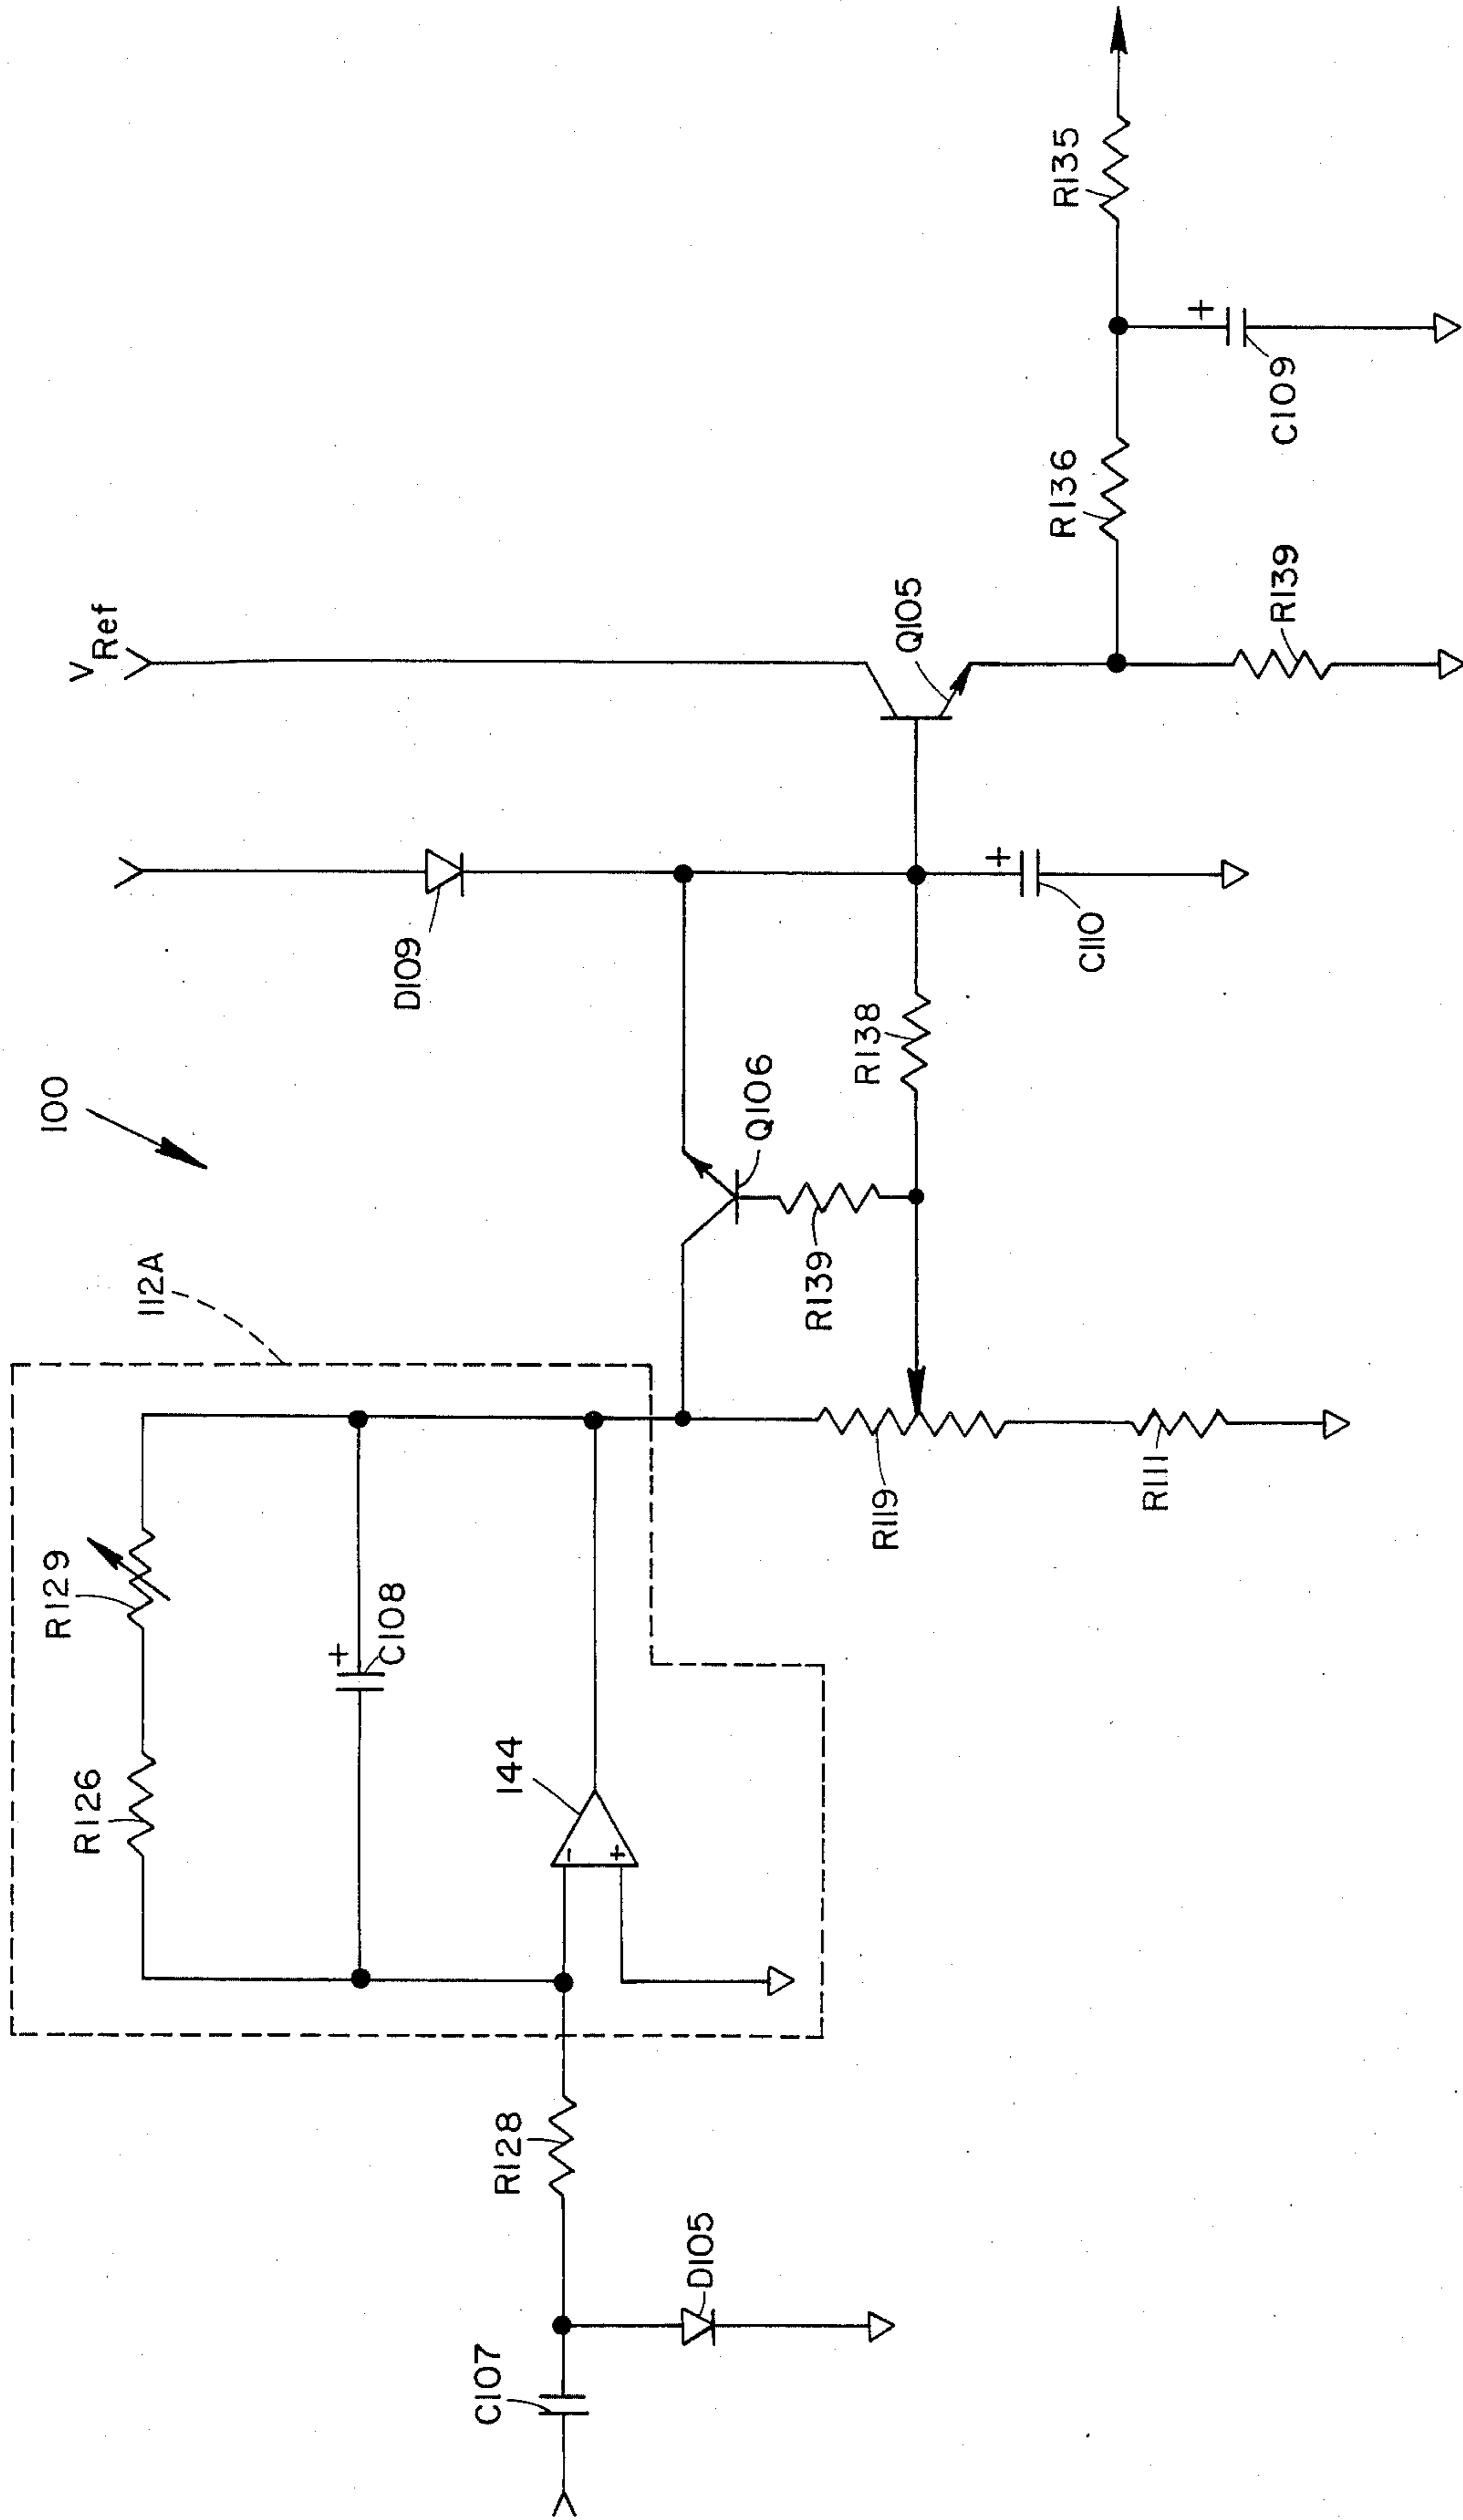 100
112A
R129
R126
C108
+
144
-
+
R128
C107
D105
R119
R111
R139
Q106
R138
D109
C110
+
VRef
Q105
R136
R139
R135
C109
+